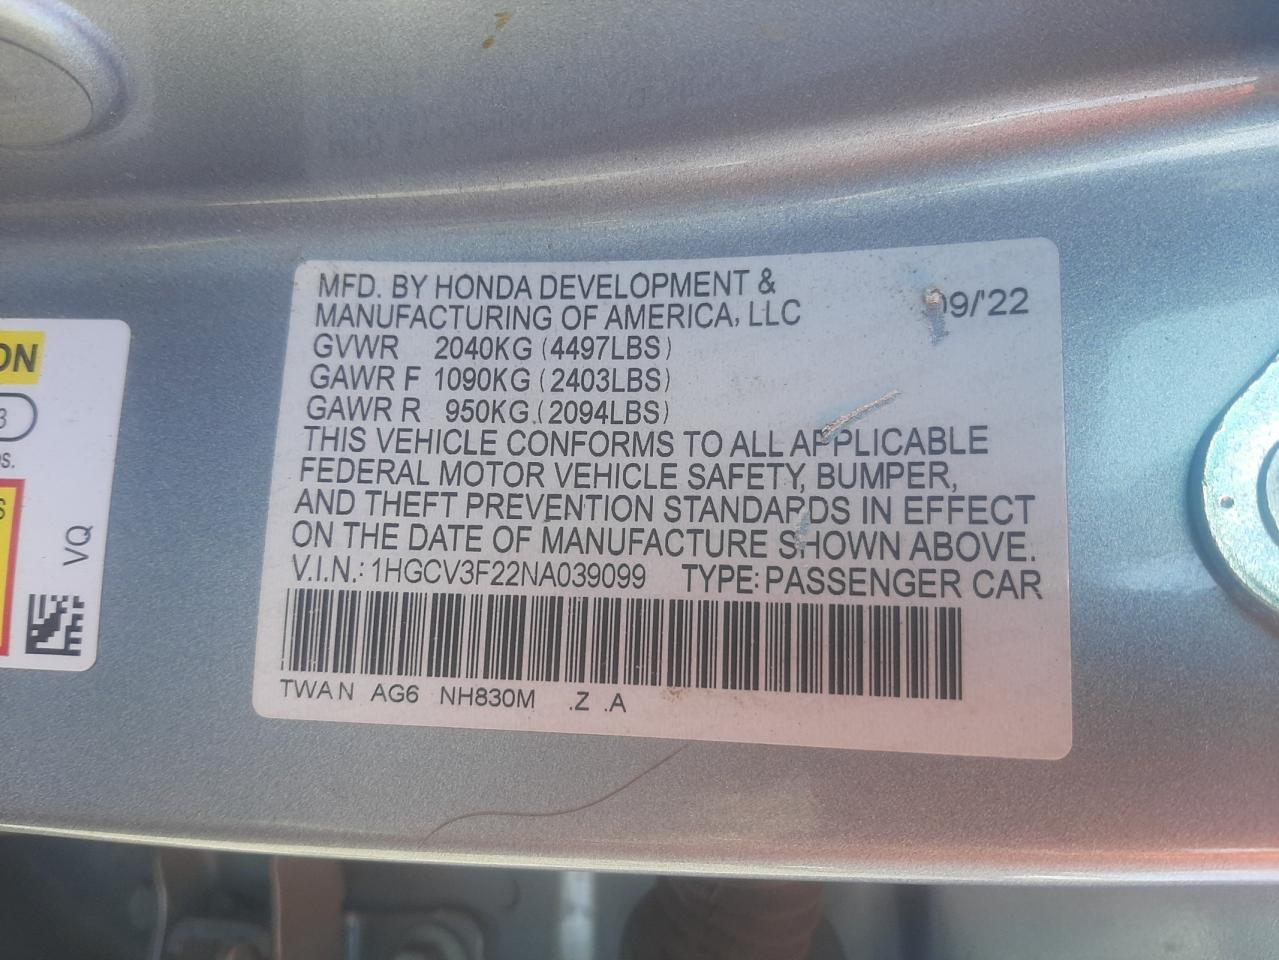 MFD. BY HONDA DEVELOPMENT &
MANUFACTURING OF AMERICA, LLC
09/'22
GVWR 2040KG (4497LBS)
GAWR F 1090KG (2403LBS)
GAWR R 950KG (2094LBS)
THIS VEHICLE CONFORMS TO ALL APPLICABLE
FEDERAL MOTOR VEHICLE SAFETY, BUMPER,
AND THEFT PREVENTION STANDARDS IN EFFECT
ON THE DATE OF MANUFACTURE SHOWN ABOVE.
V.I.N.: 1HGCV3F22NA039099 TYPE: PASSENGER CAR
TWAN AG6 NH830M .Z .A
VQ